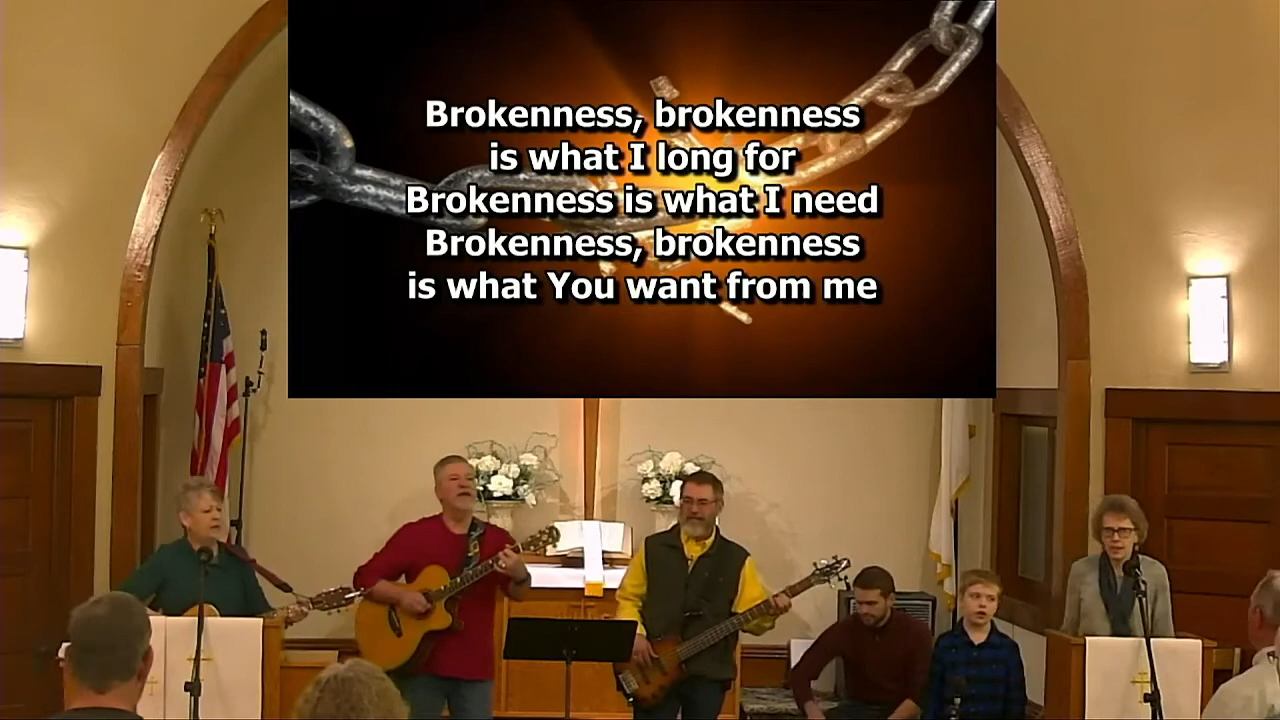 Brokenness, brokenness
is what I long for
Brokenness is what I need
Brokenness, brokenness
is what You want from me